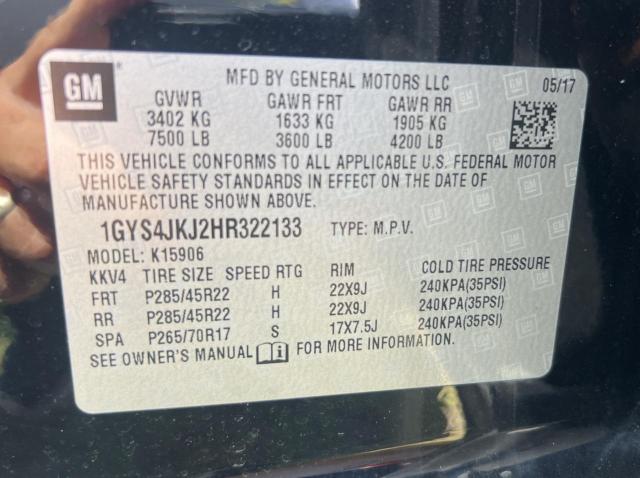 GM
MFD BY GENERAL MOTORS LLC 05/17
GVWR GAWR FRT GAWR RR
3402 KG 1633 KG 1905 KG
7500 LB 3600 LB 4200 LB
THIS VEHICLE CONFORMS TO ALL APPLICABLE U.S. FEDERAL MOTOR
VEHICLE SAFETY STANDARDS IN EFFECT ON THE DATE OF
MANUFACTURE SHOWN ABOVE.
1GYS4JKJ2HR322133 TYPE: M.P.V.
MODEL: K15906
KKV4 TIRE SIZE SPEED RTG RIM COLD TIRE PRESSURE
FRT P285/45R22 H 22X9J 240KPA(35PSI)
RR P285/45R22 H 22X9J 240KPA(35PSI)
SPA P265/70R17 S 17X7.5J 240KPA(35PSI)
SEE OWNER'S MANUAL FOR MORE INFORMATION.